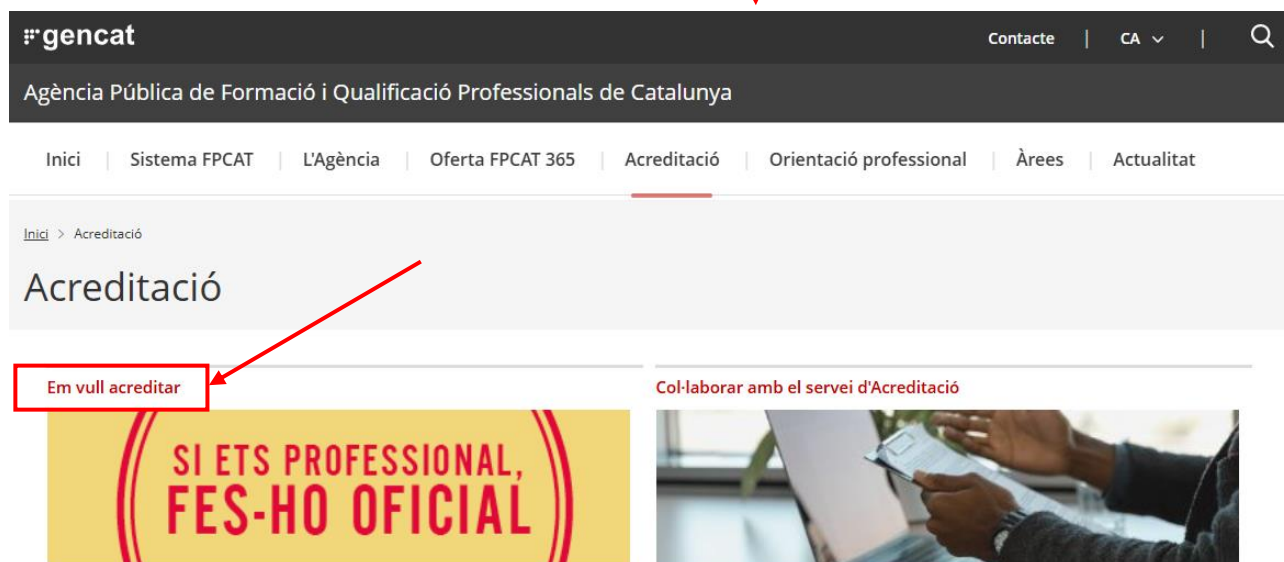 gencat
Contacte | CA |
Agència Pública de Formació i Qualificació Professionals de Catalunya
Inici | Sistema FPCAT | L'Agència | Oferta FPCAT 365 | Acreditació | Orientació professional | Àrees | Actualitat
Inici > Acreditació
Acreditació
Em vull acreditar
Col·laborar amb el servei d'Acreditació
SI ETS PROFESSIONAL,
FES-HO OFICIAL